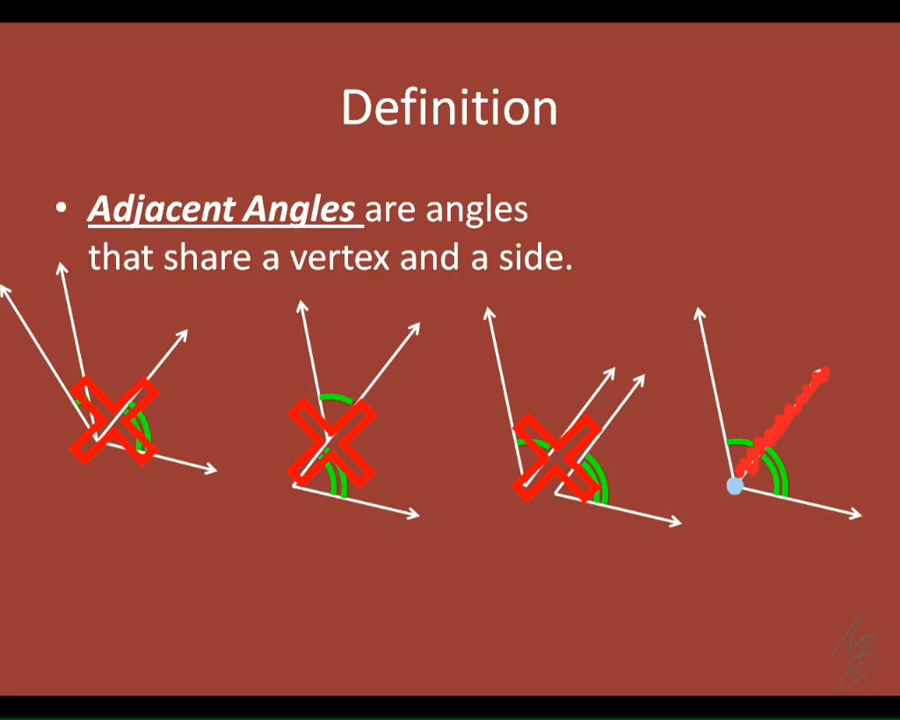 Definition
• Adjacent Angles are angles
that share a vertex and a side.